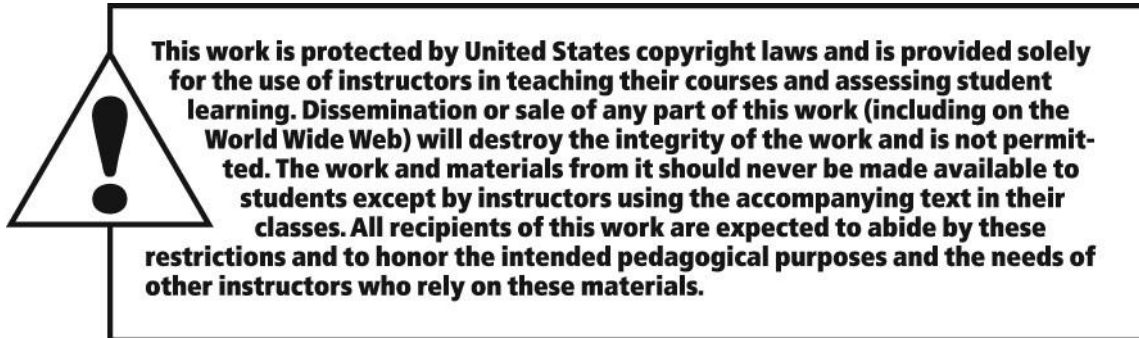 This work is protected by United States copyright laws and is provided solely
for the use of instructors in teaching their courses and assessing student
learning. Dissemination or sale of any part of this work (including on the
World Wide Web) will destroy the integrity of the work and is not permit-
ted. The work and materials from it should never be made available to
students except by instructors using the accompanying text in their
classes. All recipients of this work are expected to abide by these
restrictions and to honor the intended pedagogical purposes and the needs of
other instructors who rely on these materials.